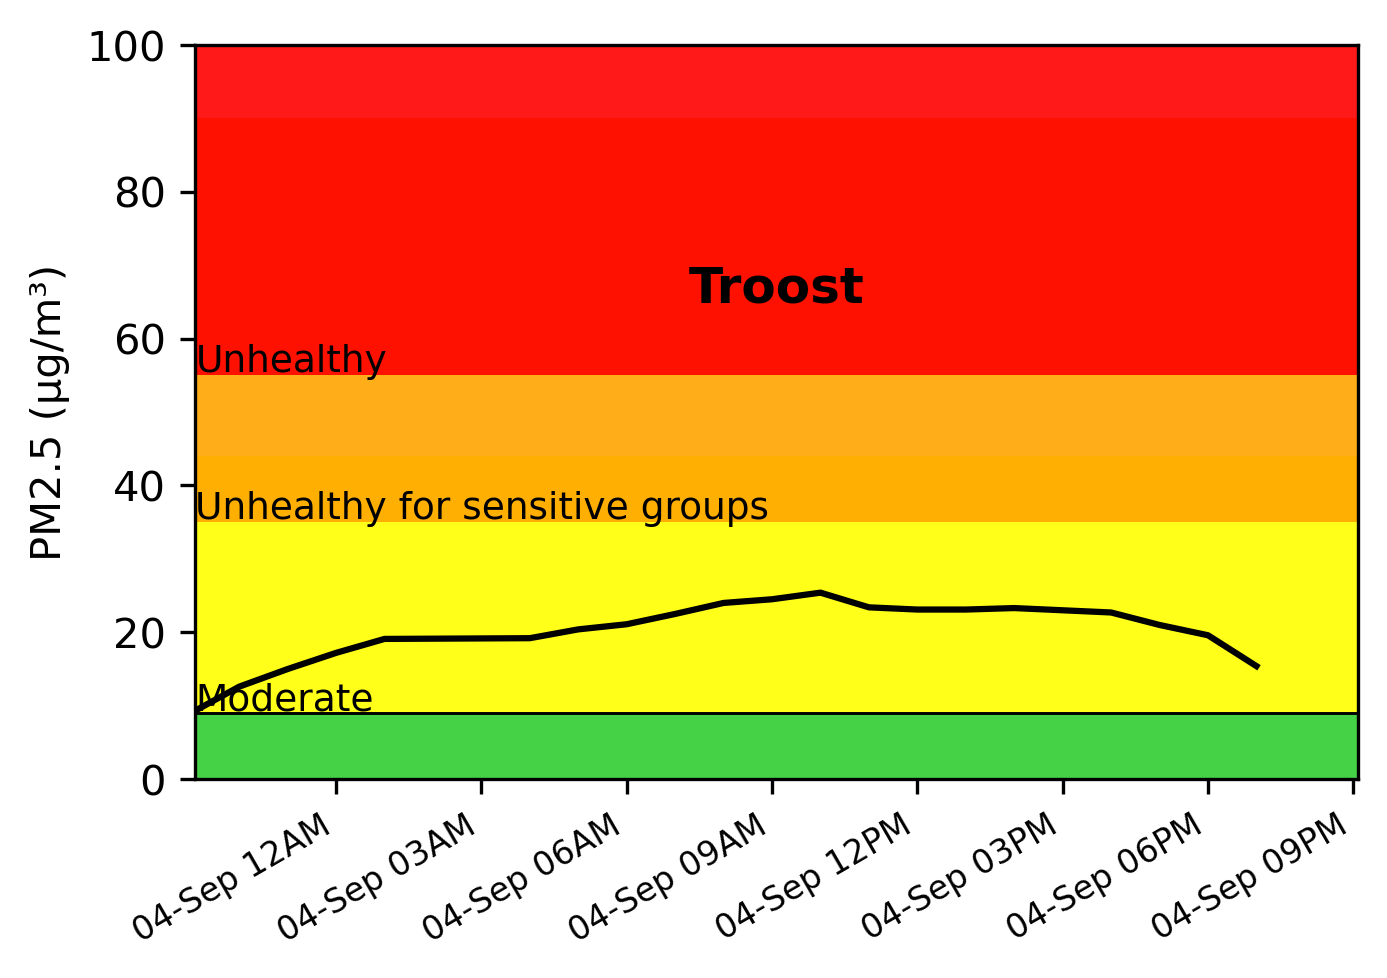 100
80
60
40
20
0
PM2.5 (µg/m³)
Troost
Unhealthy
Unhealthy for sensitive groups
Moderate
04-Sep 12AM
04-Sep 03AM
04-Sep 06AM
04-Sep 09AM
04-Sep 12PM
04-Sep 03PM
04-Sep 06PM
04-Sep 09PM